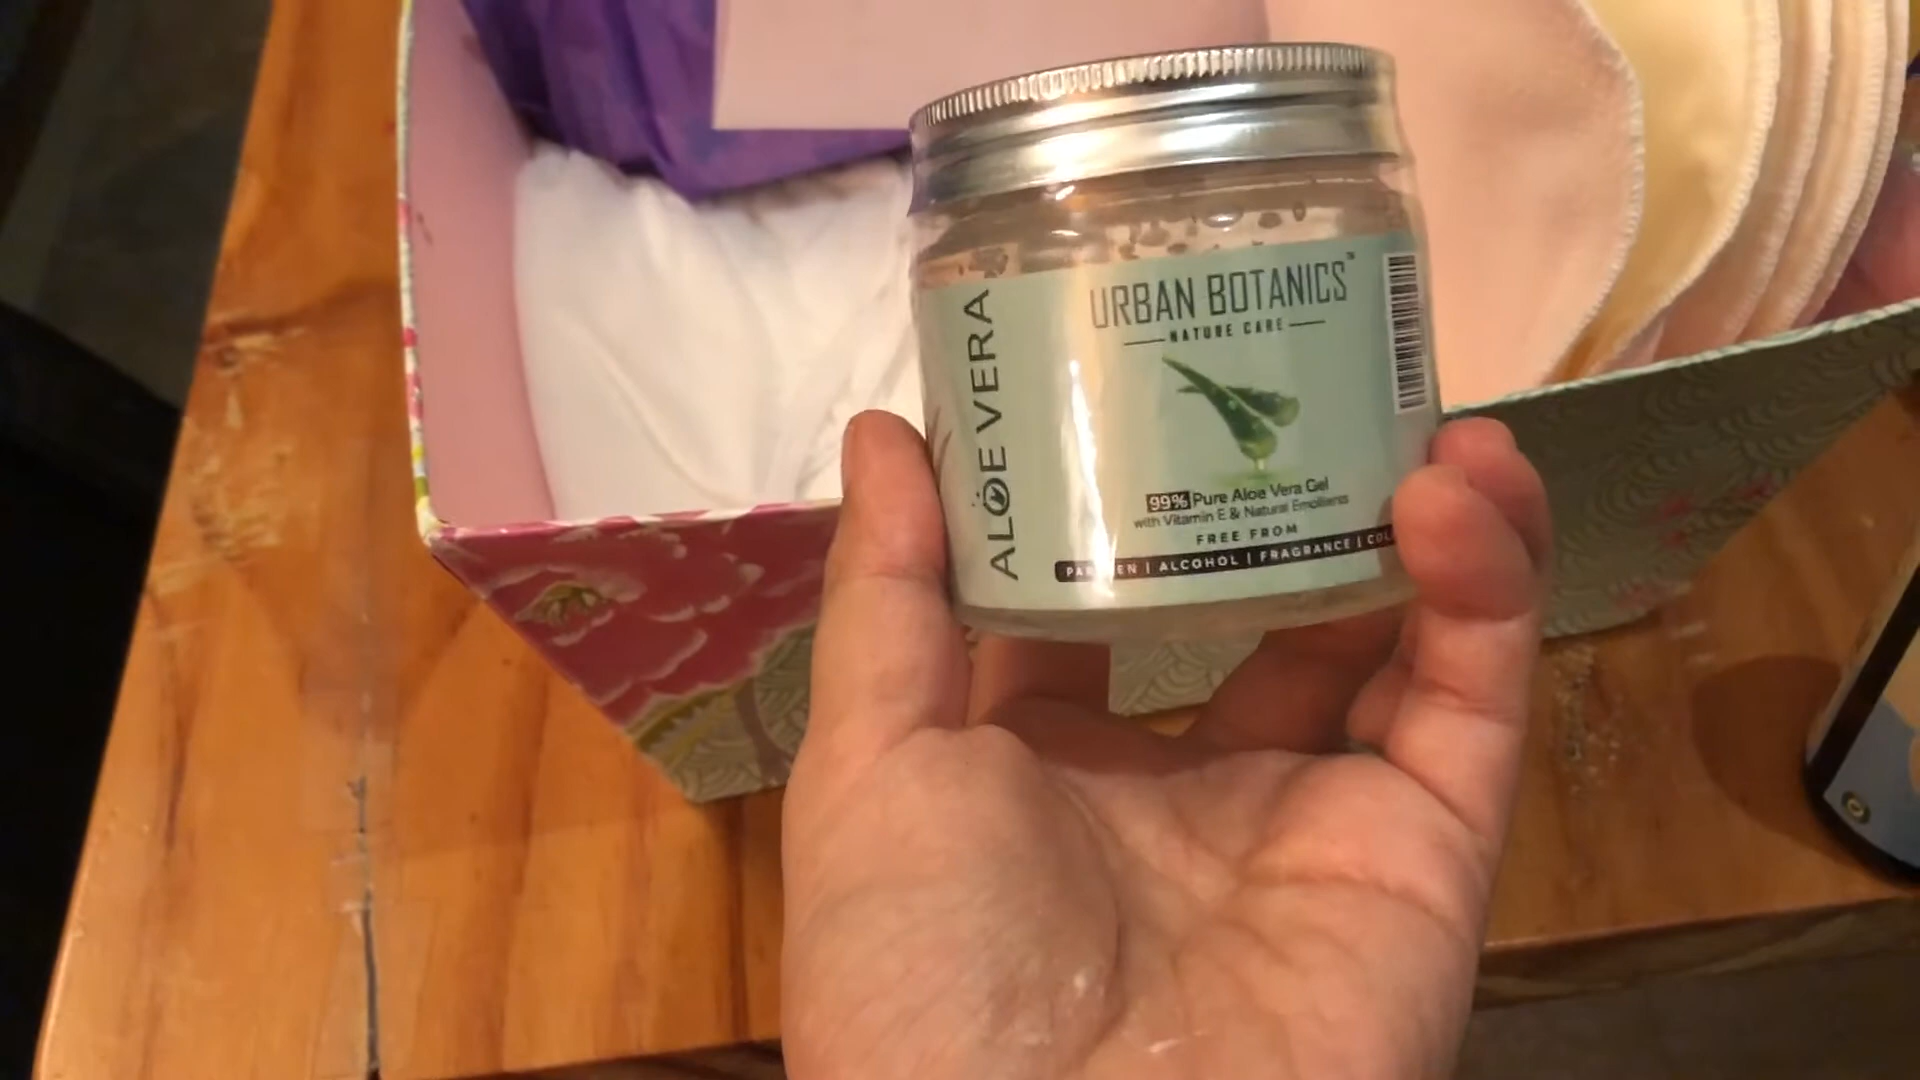 ALOE VERA
URBAN BOTANICS™
NATURE CARE
99% Pure Aloe Vera Gel
with Vitamin E & Natural Emollients
FREE FROM
ALCOHOL | FRAGRANCE |